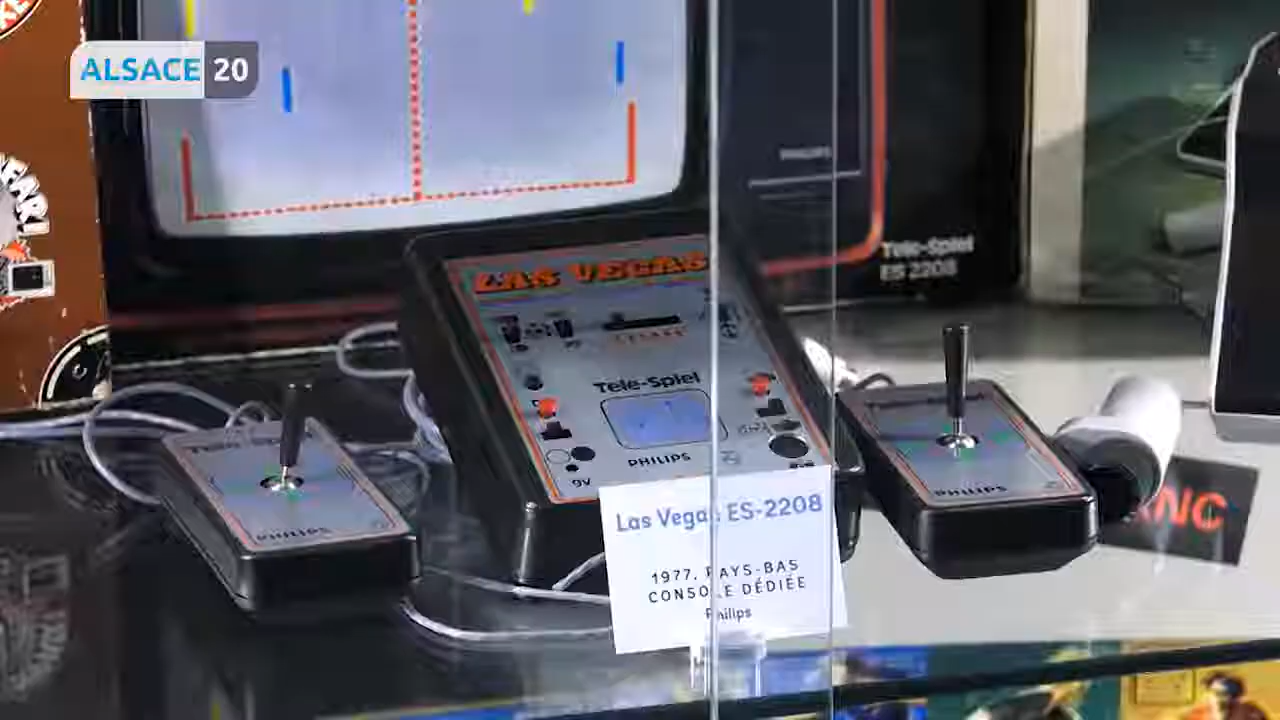 ALSACE 20
PHILIPS
Tele-Spiel
ES 2208
LAS VEGAS
Tele-Spiel
PHILIPS
9V
PHILIPS
PHILIPS
Las Vegas ES-2208
1977, PAYS-BAS
CONSOLE DÉDIÉE
Philips